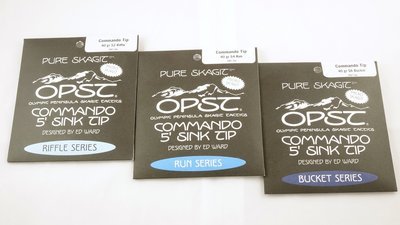 Commando Tip
PURE SKAGIT
OPST
OLYMPIC PENINSULA SKAGIT TACTICS
COMMANDO
5' SINK TIP
DESIGNED BY ED WARD
RIFFLE SERIES
Commando Tip
PURE SKAGIT
OPST
OLYMPIC PENINSULA SKAGIT TACTICS
COMMANDO
5' SINK TIP
DESIGNED BY ED WARD
RUN SERIES
Commando Tip
PURE SKAGIT
OPST
OLYMPIC PENINSULA SKAGIT TACTICS
COMMANDO
5' SINK TIP
DESIGNED BY ED WARD
BUCKET SERIES